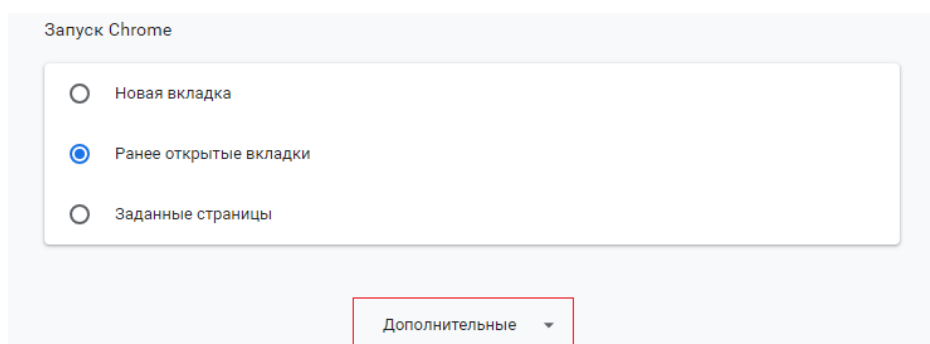 Запуск Chrome
Новая вкладка
Ранее открытые вкладки
Заданные страницы
Дополнительные